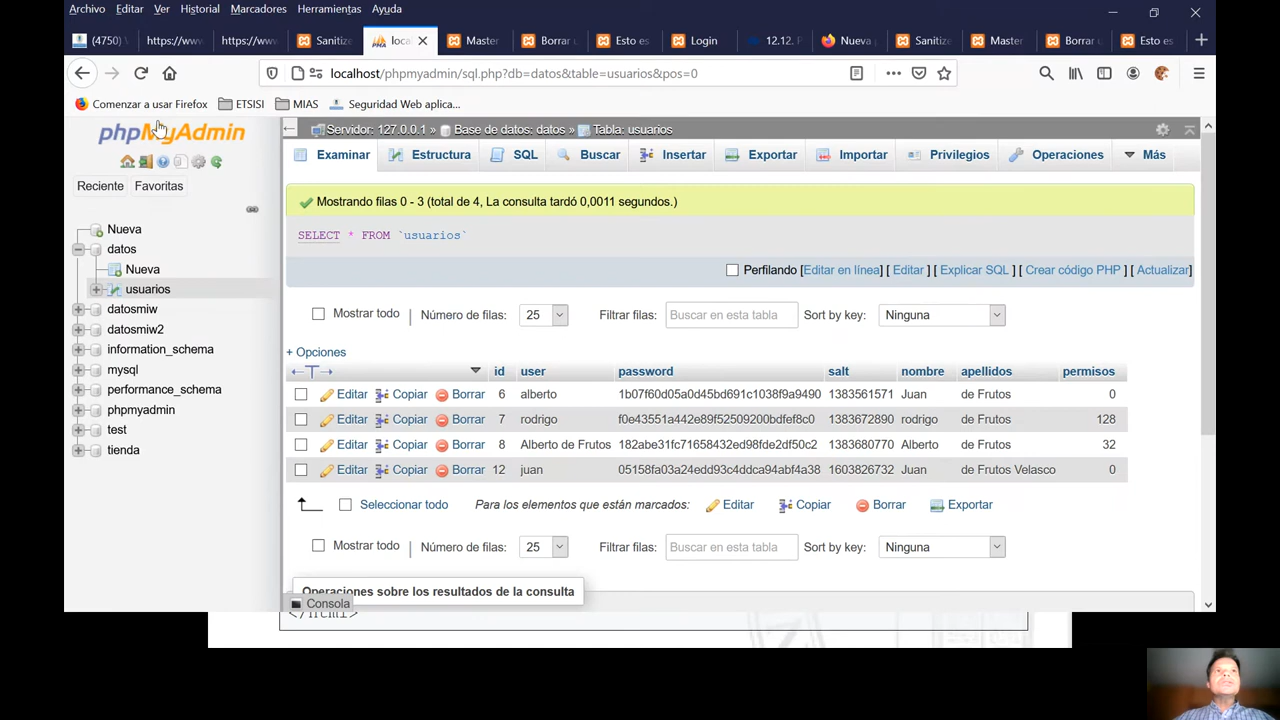 Archivo Editar Ver Historial Marcadores Herramientas Ayuda
(4750) https://www https://www Sanitize loca Master Borrar u Esto es Login 12.12. P Nueva Sanitize Master Borrar u Esto es
localhost/phpmyadmin/sql.php?db=datos&table=usuarios&pos=0
Comenzar a usar Firefox ETSISI MIAS Seguridad Web aplica...
phpMyAdmin
Reciente Favoritas
Nueva
datos
Nueva
usuarios
datosmiw
datosmiw2
information_schema
mysql
performance_schema
phpmyadmin
test
tienda
Servidor: 127.0.0.1 » Base de datos: datos » Tabla: usuarios
Examinar Estructura SQL Buscar Insertar Exportar Importar Privilegios Operaciones Más
Mostrando filas 0 - 3 (total de 4, La consulta tardó 0,0011 segundos.)
SELECT * FROM `usuarios`
Perfilando [Editar en línea] [ Editar ] [ Explicar SQL ] [ Crear código PHP ] [ Actualizar]
Mostrar todo | Número de filas: 25 Filtrar filas: Buscar en esta tabla Sort by key: Ninguna
+ Opciones
←T→ id user password salt nombre apellidos permisos
Editar Copiar Borrar 6 alberto 1b07f60d05a0d45bd691c1038f9a9490 1383561571 Juan de Frutos 0
Editar Copiar Borrar 7 rodrigo f0e43551a442e89f52509200bdfef8c0 1383672890 rodrigo de Frutos 128
Editar Copiar Borrar 8 Alberto de Frutos 182abe31fc71658432ed98fde2df50c2 1383680770 Alberto de Frutos 32
Editar Copiar Borrar 12 juan 05158fa03a24edd93c4ddca94abf4a38 1603826732 Juan de Frutos Velasco 0
Seleccionar todo Para los elementos que están marcados: Editar Copiar Borrar Exportar
Mostrar todo | Número de filas: 25 Filtrar filas: Buscar en esta tabla Sort by key: Ninguna
Operaciones sobre los resultados de la consulta
Consola
</html>